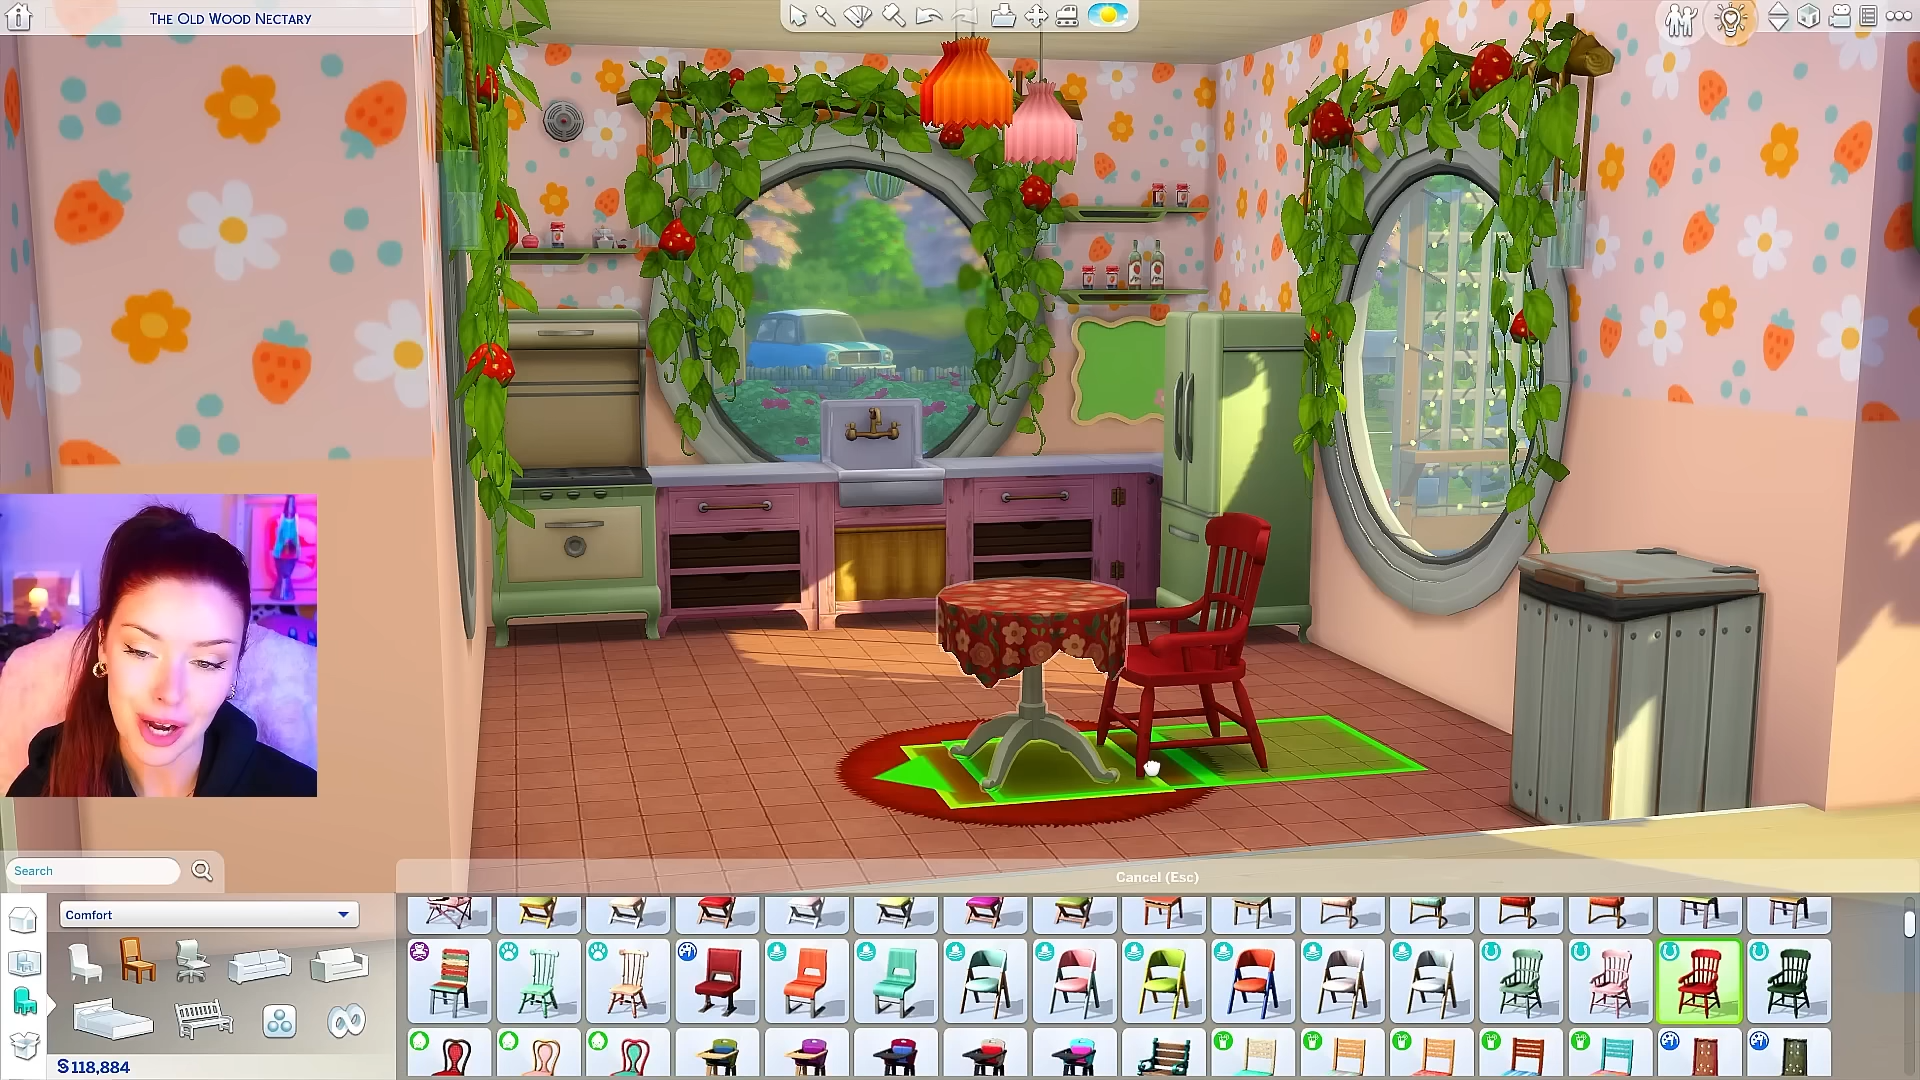 The Old Wood Nectary
Search
Cancel (Esc)
Comfort
§118,884